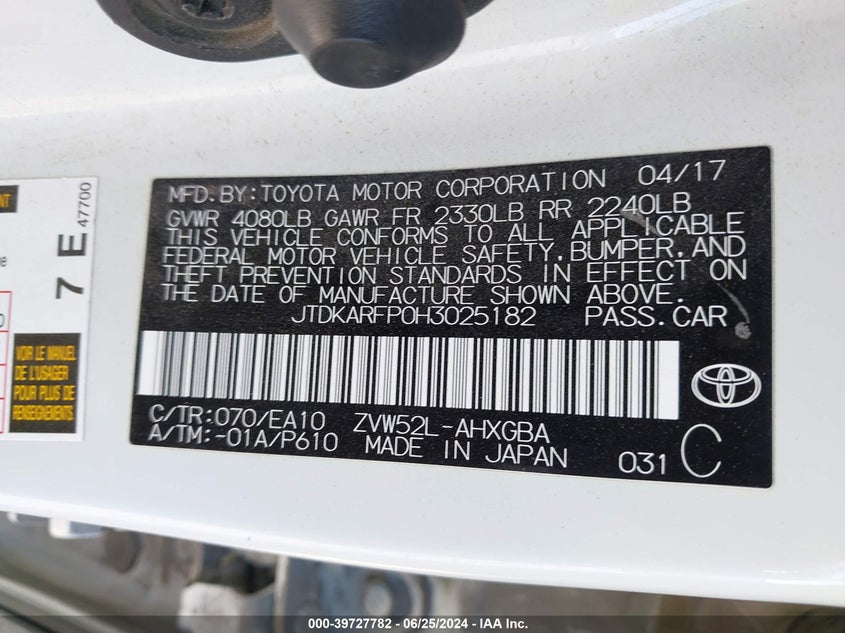 MFD.BY:TOYOTA MOTOR CORPORATION 04/17
GVWR 4080LB GAWR FR 2330LB RR 2240LB
THIS VEHICLE CONFORMS TO ALL APPLICABLE
FEDERAL MOTOR VEHICLE SAFETY,BUMPER,AND
THEFT PREVENTION STANDARDS IN EFFECT ON
THE DATE OF MANUFACTURE SHOWN ABOVE.
JTDKARFP0H3025182 PASS.CAR
C/TR:070/EA10 ZVW52L-AHXGBA
A/TM:-01A/P610 MADE IN JAPAN
031 C
7 E 47700
VOIR LE MANUEL
DE L'USAGER
POUR PLUS DE
RENSEIGNEMENTS
000-39727782 - 06/25/2024 - IAA Inc.